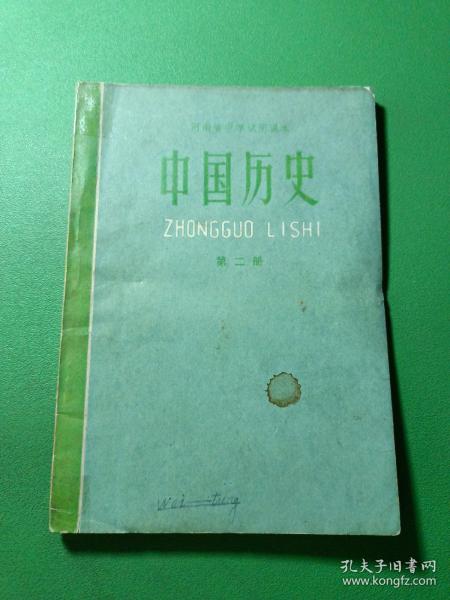 河南省中学试用课本
中国历史
ZHONGGUO LISHI
第二册
孔夫子旧书网
www.kongfz.com